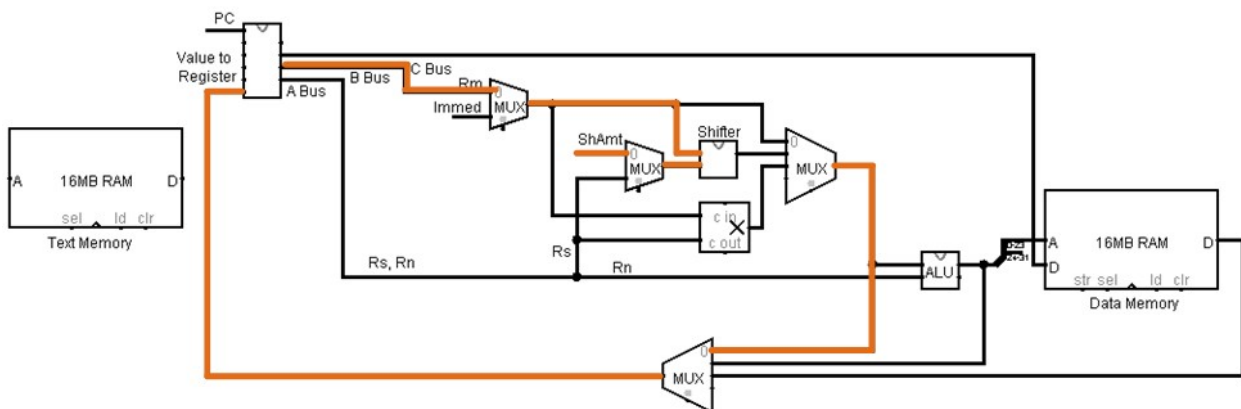 PC
Value to
Register
A Bus
B Bus
C Bus
Rm
0
MUX
Immed
ShAmt
0
MUX
Shifter
0
MUX
c in
c out
Rs
Rs, Rn
Rn
ALU
A
16MB RAM
D
sel
ld
clr
Text Memory
A
16MB RAM
D
D
str
sel
ld
clr
Data Memory
24-31
0
MUX